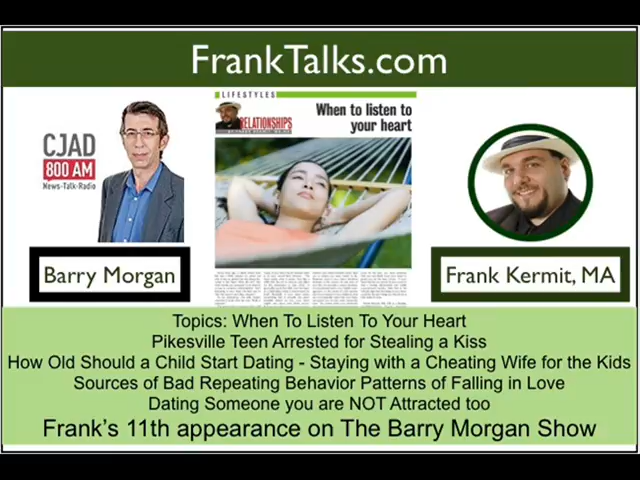 FrankTalks.com
LIFESTYLES
RELATIONSHIPS
When to listen to
your heart
CJAD
800 AM
News-Talk-Radio
Barry Morgan
Frank Kermit, MA
Topics: When To Listen To Your Heart
Pikesville Teen Arrested for Stealing a Kiss
How Old Should a Child Start Dating - Staying with a Cheating Wife for the Kids
Sources of Bad Repeating Behavior Patterns of Falling in Love
Dating Someone you are NOT Attracted too
Frank's 11th appearance on The Barry Morgan Show